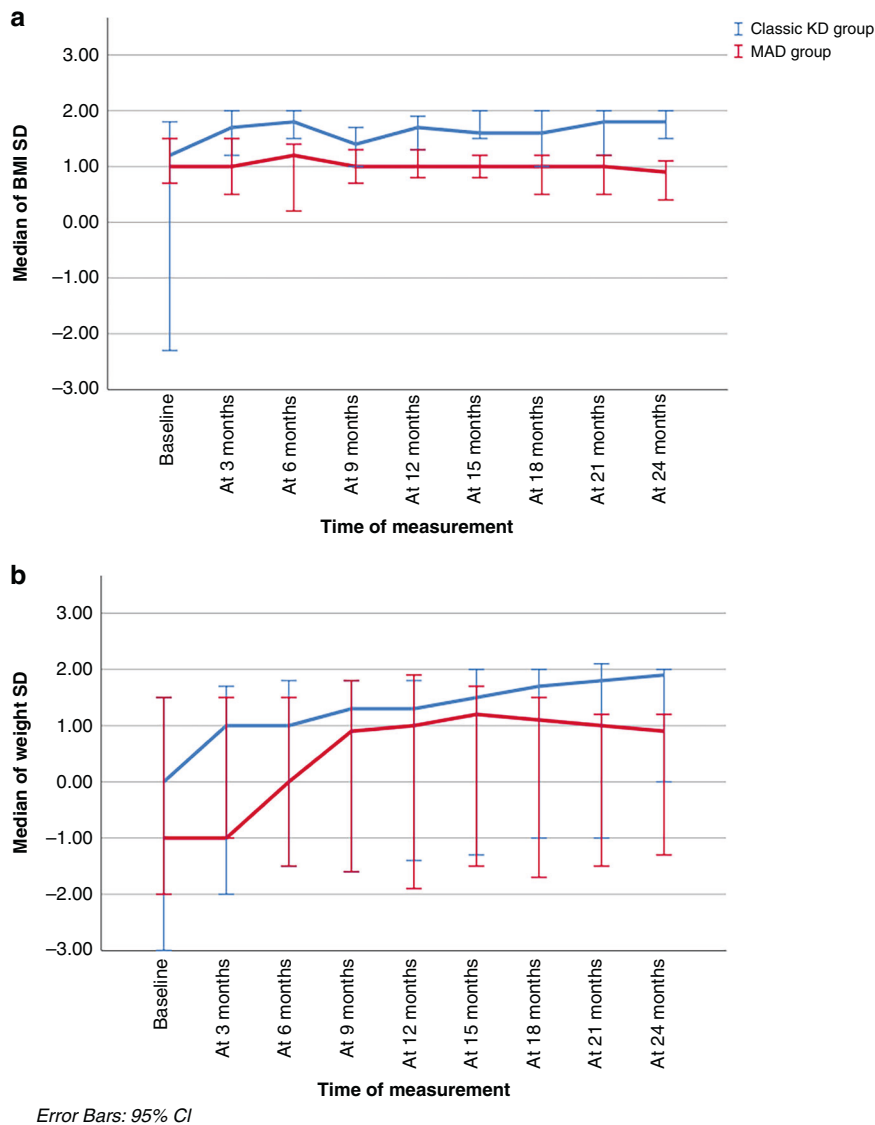 a
Classic KD group
MAD group
3.00
2.00
1.00
0.00
–1.00
–2.00
–3.00
Median of BMI SD
Baseline
At 3 months
At 6 months
At 9 months
At 12 months
At 15 months
At 18 months
At 21 months
At 24 months
Time of measurement
b
3.00
2.00
1.00
0.00
–1.00
–2.00
–3.00
Median of weight SD
Baseline
At 3 months
At 6 months
At 9 months
At 12 months
At 15 months
At 18 months
At 21 months
At 24 months
Time of measurement
Error Bars: 95% CI